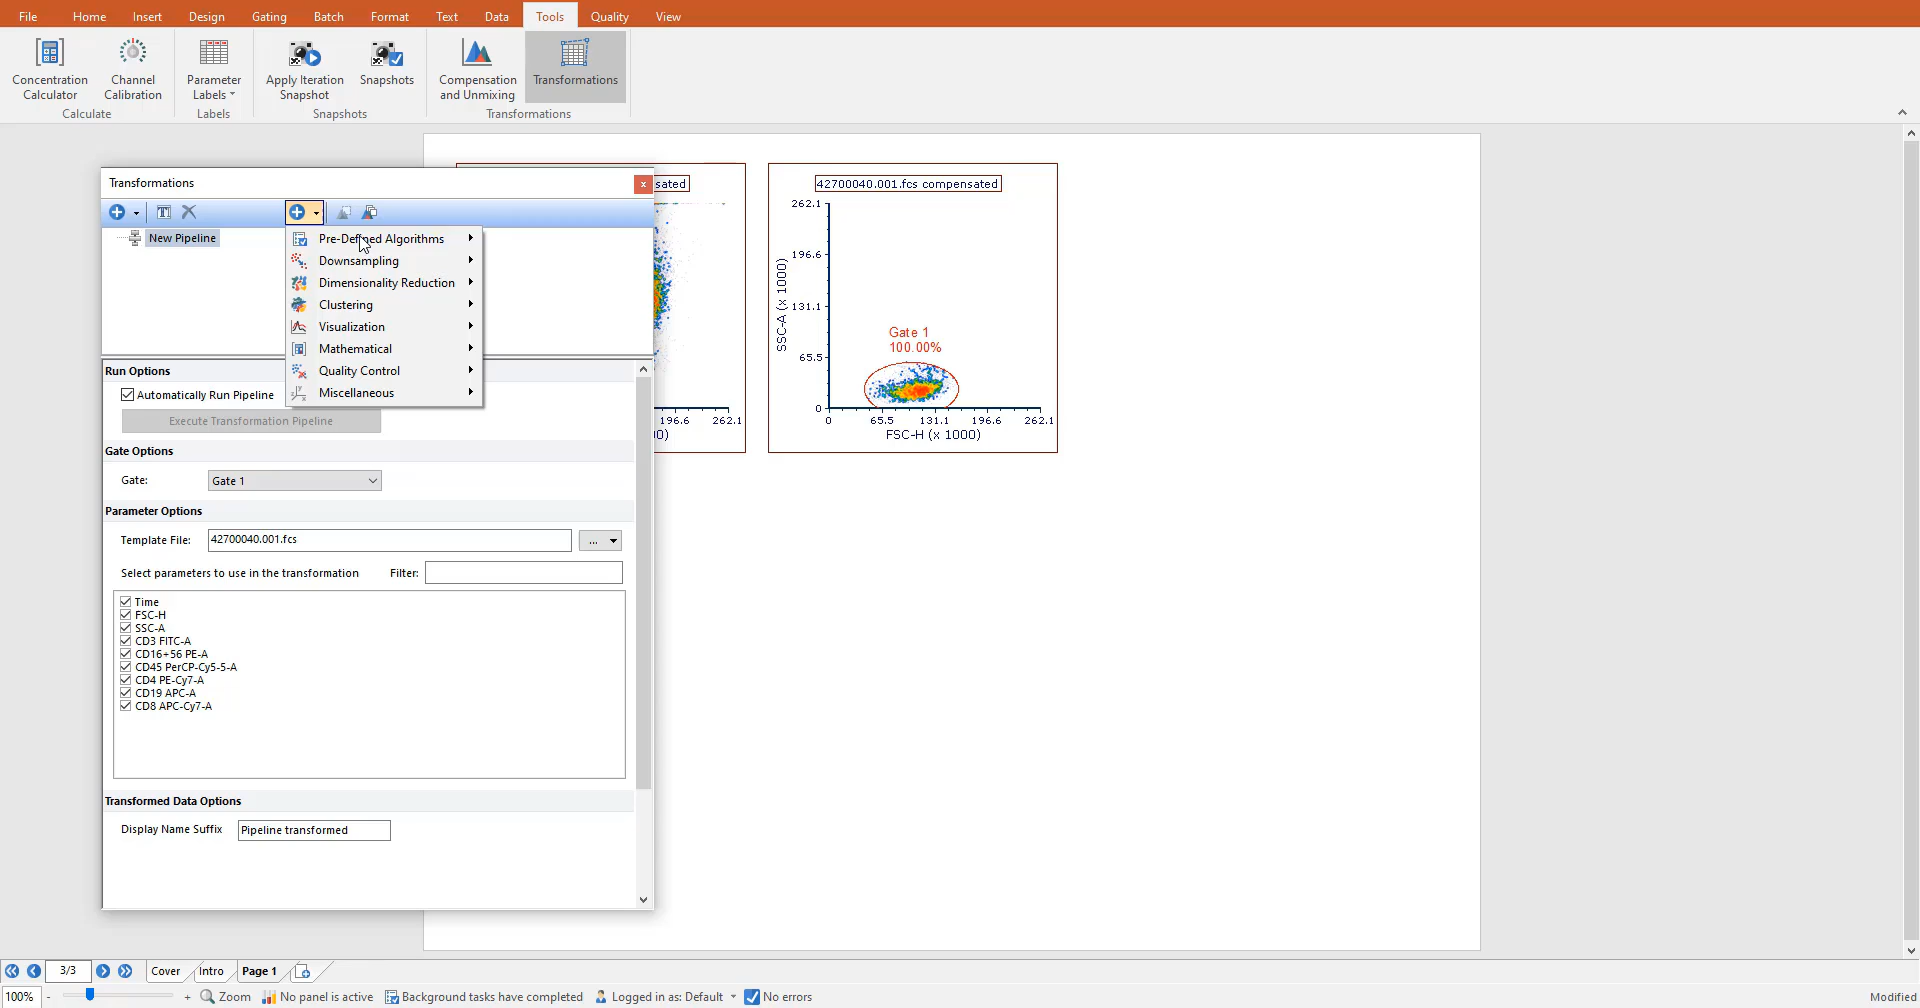 File Home Insert Design Gating Batch Format Text Data Tools Quality View
Concentration Calculator
Channel Calibration
Parameter Labels
Apply Iteration Snapshot
Snapshots
Compensation and Unmixing
Transformations
Calculate Labels Snapshots Transformations
Transformations
x
New Pipeline
Pre-Defined Algorithms
Downsampling
Dimensionality Reduction
Clustering
Visualization
Mathematical
Quality Control
Miscellaneous
Run Options
Automatically Run Pipeline
Execute Transformation Pipeline
Gate Options
Gate: Gate 1
Parameter Options
Template File: 42700040.001.fcs ...
Select parameters to use in the transformation Filter:
Time
FSC-H
SSC-A
CD3 FITC-A
CD16+56 PE-A
CD45 PerCP-Cy5-5-A
CD4 PE-Cy7-A
CD19 APC-A
CD8 APC-Cy7-A
Transformed Data Options
Display Name Suffix Pipeline transformed
sated
196.6 262.1
0)
42700040.001.fcs compensated
262.1
196.6
131.1
65.5
0
SSC-A (x 1000)
Gate 1
100.00%
0 65.5 131.1 196.6 262.1
FSC-H (x 1000)
3/3 Cover Intro Page 1
100% - + Zoom No panel is active Background tasks have completed Logged in as: Default No errors Modified